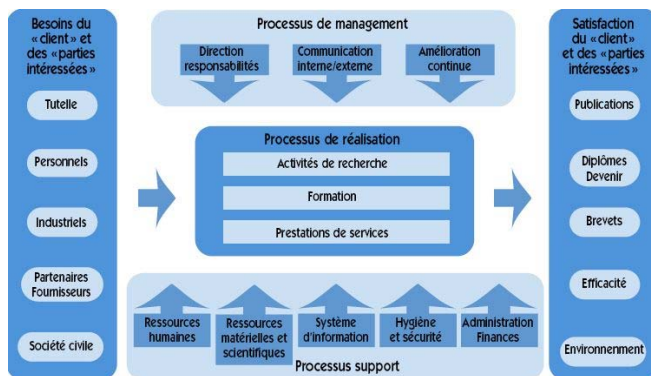 Besoins du
« client » et
des « parties
intéressées »
Tutelle
Personnels
Industriels
Partenaires
Fournisseurs
Société civile
Processus de management
Direction
responsabilités
Communication
interne/externe
Amélioration
continue
Processus de réalisation
Activités de recherche
Formation
Prestations de services
Ressources
humaines
Ressources
matérielles et
scientifiques
Système
d'information
Hygiène
et sécurité
Administration
Finances
Processus support
Satisfaction
du « client »
et des « parties
intéressées »
Publications
Diplômes
Devenir
Brevets
Efficacité
Environnenment